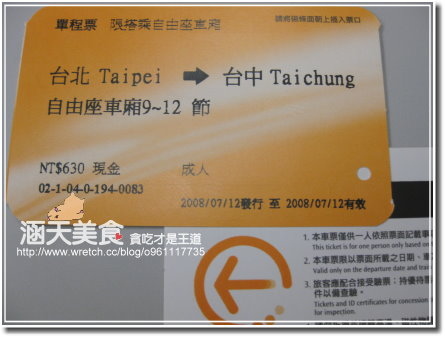 單程票 限搭乘自由座車廂
請將磁條面朝上插入票口
台北 Taipei → 台中 Taichung
自由座車廂9~12 節
NT$630 現金 成人
02-1-04-0-194-0083
2008/07/12發行 至 2008/07/12有效
涵天美食 貪吃才是王道
http://www.wretch.cc/blog/o961117735
1. 本車票僅供一人依照票面記載事
This ticket is for one person only based on
2. 本車票限以票面所載之日期、車
Valid only on the departure date and train
3. 旅客應配合接受驗票；持優待票
件以備查驗。
Tickets and ID certificates for concession
for inspection.